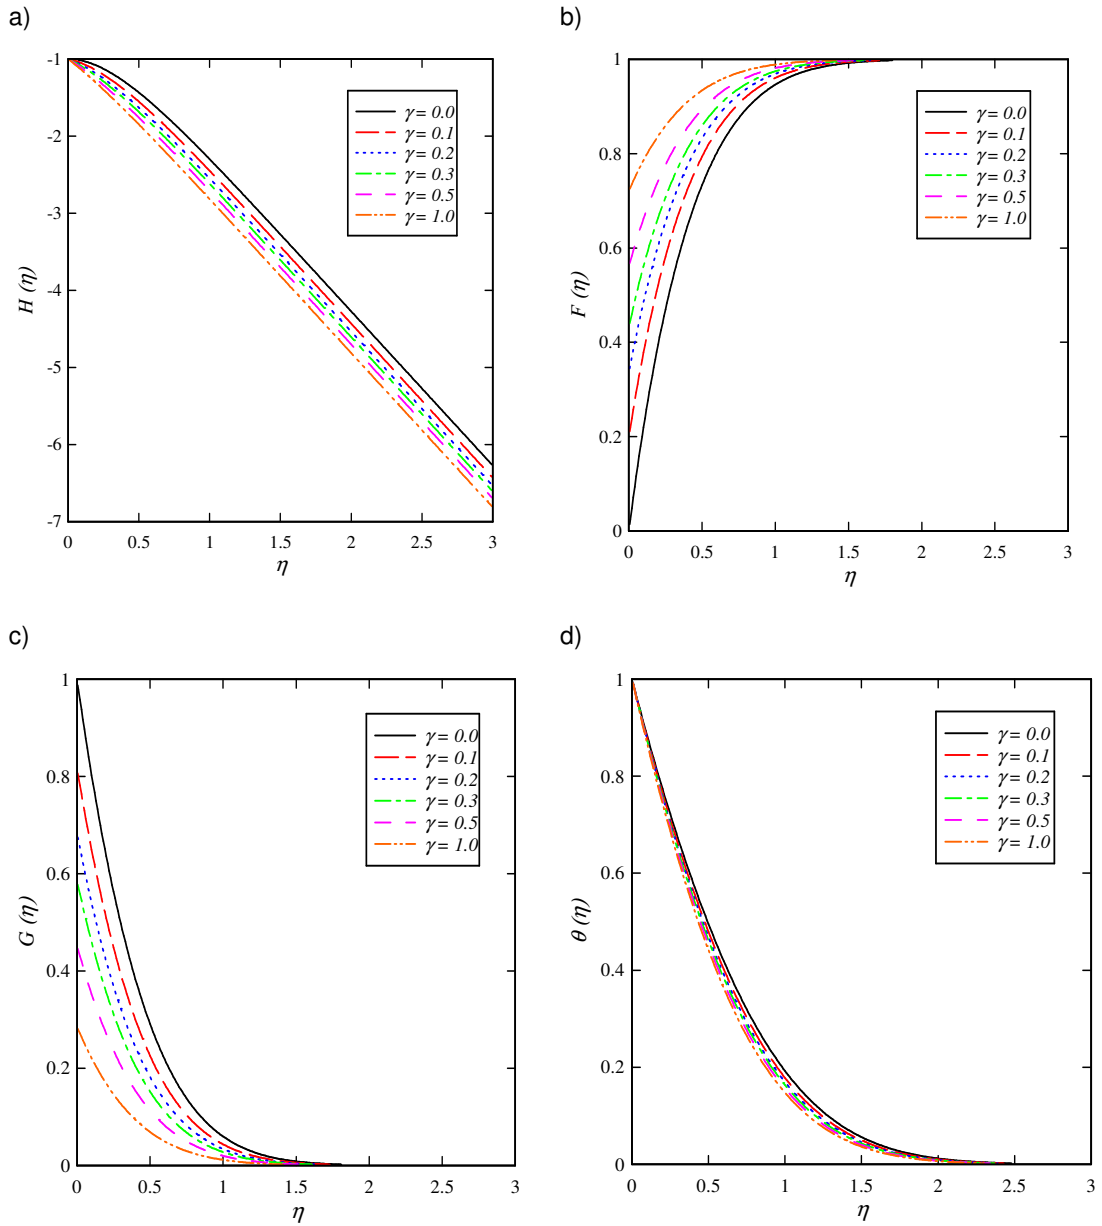 a)
-1
-2
-3
-4
-5
-6
-7
H (η)
0
0.5
1
1.5
2
2.5
3
η
γ = 0.0
γ = 0.1
γ = 0.2
γ = 0.3
γ = 0.5
γ = 1.0
b)
1
0.8
0.6
0.4
0.2
0
F (η)
0
0.5
1
1.5
2
2.5
3
η
γ = 0.0
γ = 0.1
γ = 0.2
γ = 0.3
γ = 0.5
γ = 1.0
c)
1
0.8
0.6
0.4
0.2
0
G (η)
0
0.5
1
1.5
2
2.5
3
η
γ = 0.0
γ = 0.1
γ = 0.2
γ = 0.3
γ = 0.5
γ = 1.0
d)
1
0.8
0.6
0.4
0.2
0
θ (η)
0
0.5
1
1.5
2
2.5
3
η
γ = 0.0
γ = 0.1
γ = 0.2
γ = 0.3
γ = 0.5
γ = 1.0